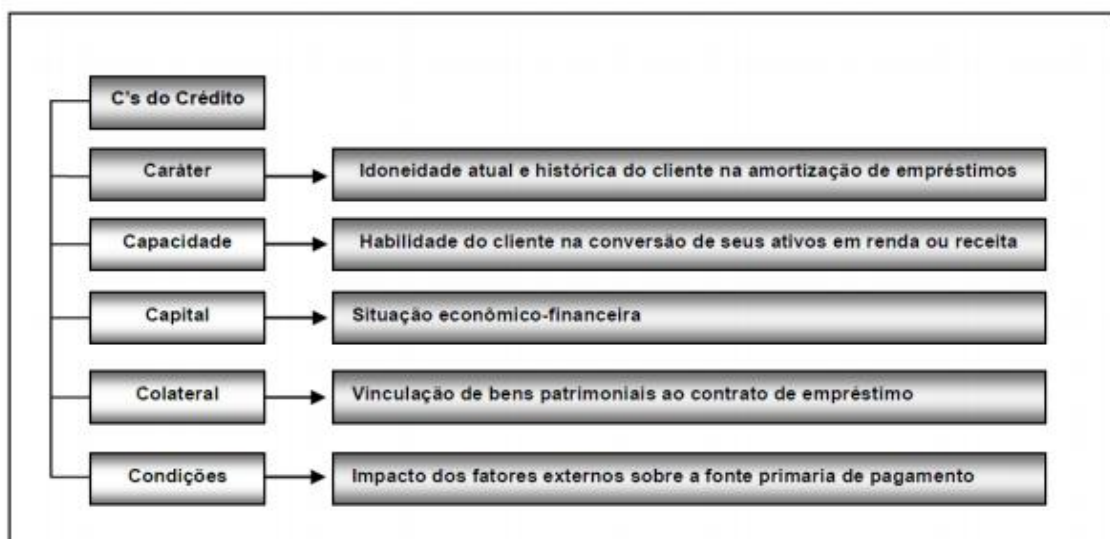 C's do Crédito
Caráter
Idoneidade atual e histórica do cliente na amortização de empréstimos
Capacidade
Habilidade do cliente na conversão de seus ativos em renda ou receita
Capital
Situação econômico-financeira
Colateral
Vinculação de bens patrimoniais ao contrato de empréstimo
Condições
Impacto dos fatores externos sobre a fonte primaria de pagamento